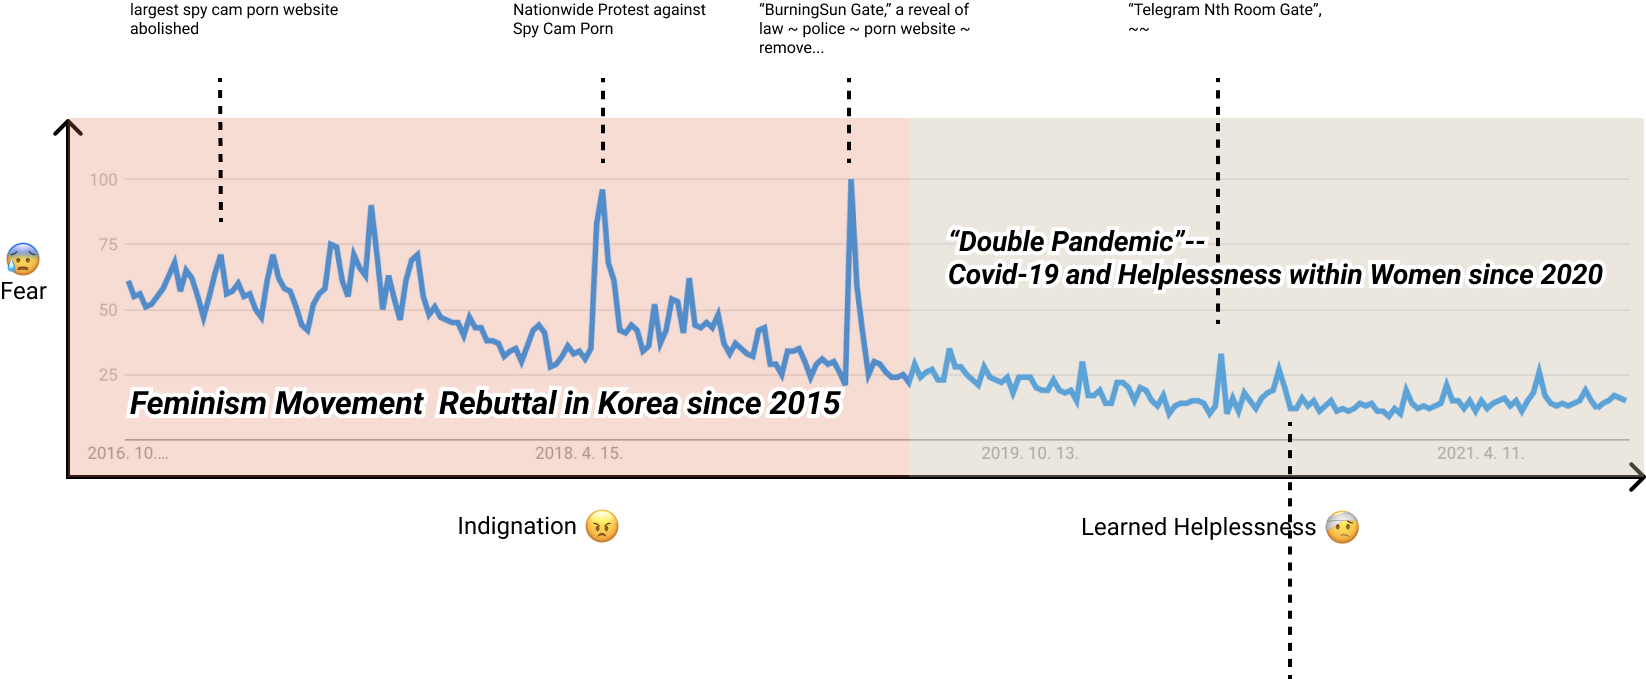 largest spy cam porn website
abolished
Nationwide Protest against
Spy Cam Porn
“BurningSun Gate,” a reveal of
law ~ police ~ porn website ~
remove...
“Telegram Nth Room Gate”,
~~
100
75
50
25
Fear
“Double Pandemic”--
Covid-19 and Helplessness within Women since 2020
Feminism Movement Rebuttal in Korea since 2015
2016. 10....
2018. 4. 15.
2019. 10. 13.
2021. 4. 11.
Indignation
Learned Helplessness